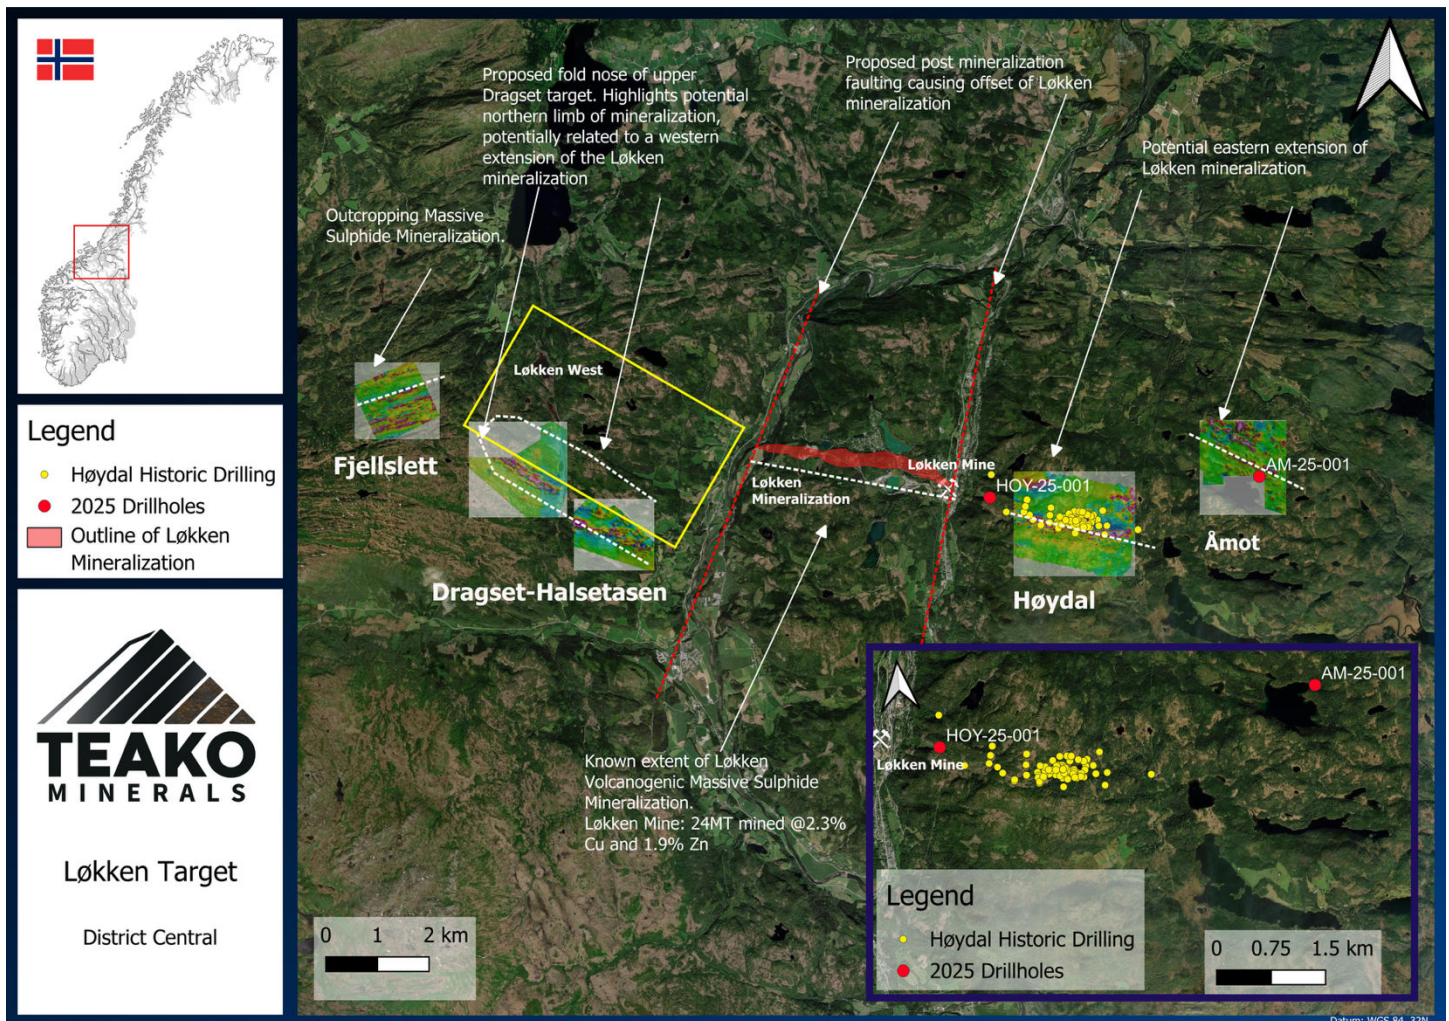 Legend
Høydal Historic Drilling
2025 Drillholes
Outline of Løkken
Mineralization
TEAKO
MINERALS
Løkken Target
District Central
Proposed fold nose of upper
Dragset target. Highlights potential
northern limb of mineralization,
potentially related to a western
extension of the Løkken
mineralization
Proposed post mineralization
faulting causing offset of Løkken
mineralization
Potential eastern extension of
Løkken mineralization
Outcropping Massive
Sulphide Mineralization.
Løkken West
Fjellslett
Dragset-Halsetasen
Løkken Mine
Løkken
Mineralization
HOY-25-001
AM-25-001
Åmot
Høydal
Known extent of Løkken
Volcanogenic Massive Sulphide
Mineralization.
Løkken Mine: 24MT mined @2.3%
Cu and 1.9% Zn
0 1 2 km
AM-25-001
HOY-25-001
Løkken Mine
Legend
Høydal Historic Drilling
2025 Drillholes
0 0.75 1.5 km
Datum: WGS 84, 32N